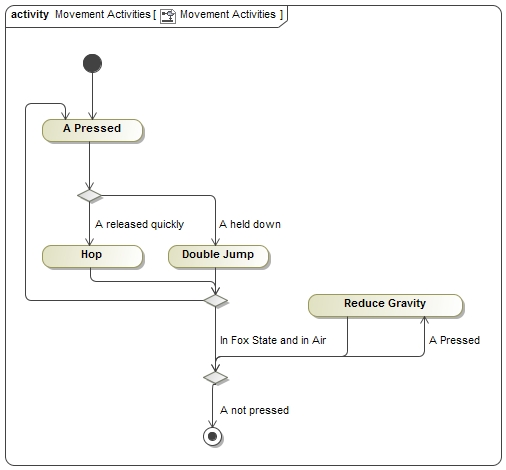 activity Movement Activities [ Movement Activities ]
A Pressed
A released quickly
A held down
Hop
Double Jump
Reduce Gravity
In Fox State and in Air
A Pressed
A not pressed